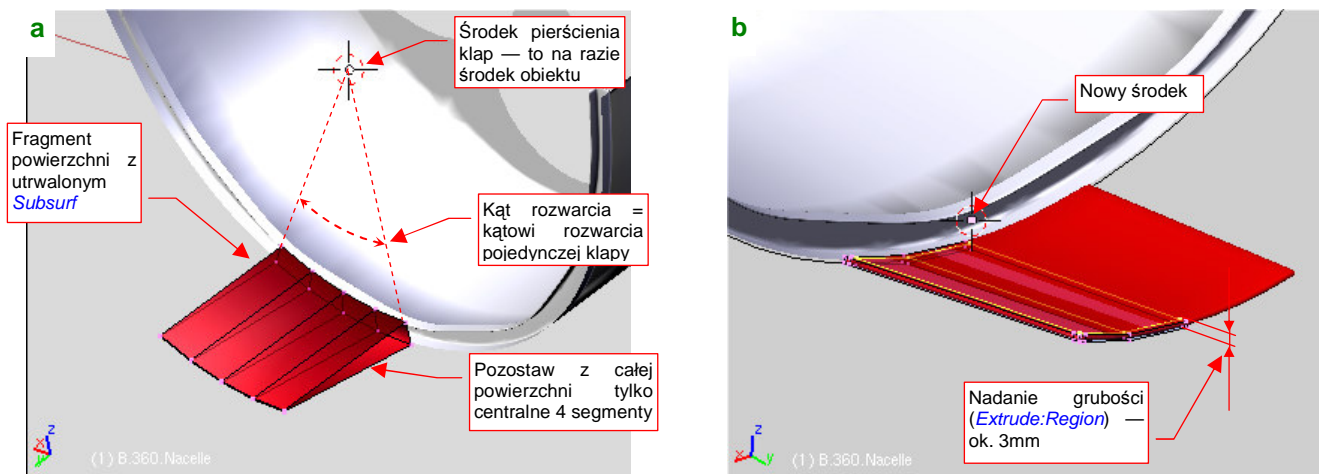 a
Środek pierścienia
klap — to na razie
środek obiektu
Fragment
powierzchni z
utrwalonym
Subsurf
Kąt rozwarcia =
kątowi rozwarcia
pojedynczej klapy
Pozostaw z całej
powierzchni tylko
centralne 4 segmenty
z
x
y
(1) B.360.Nacelle
b
Nowy środek
Nadanie grubości
(Extrude:Region) —
ok. 3mm
z
x
y
(1) B.360.Nacelle